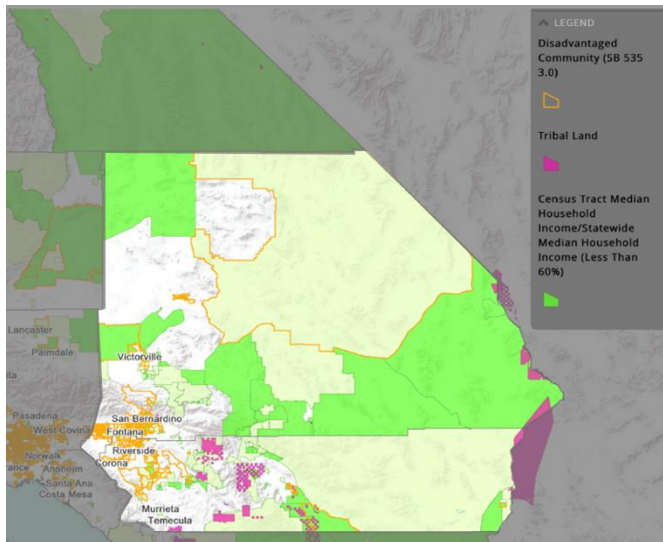 LEGEND
Disadvantaged
Community (SB 535
3.0)
Tribal Land
Census Tract Median
Household
Income/Statewide
Median Household
Income (Less Than
60%)
Lancaster
Palmdale
Victorville
Pasadena
West Covina
San Bernardino
Fontana
Norwalk
Riverside
rance
Anaheim
Corona
Santa Ana
Costa Mesa
Murrieta
Temecula